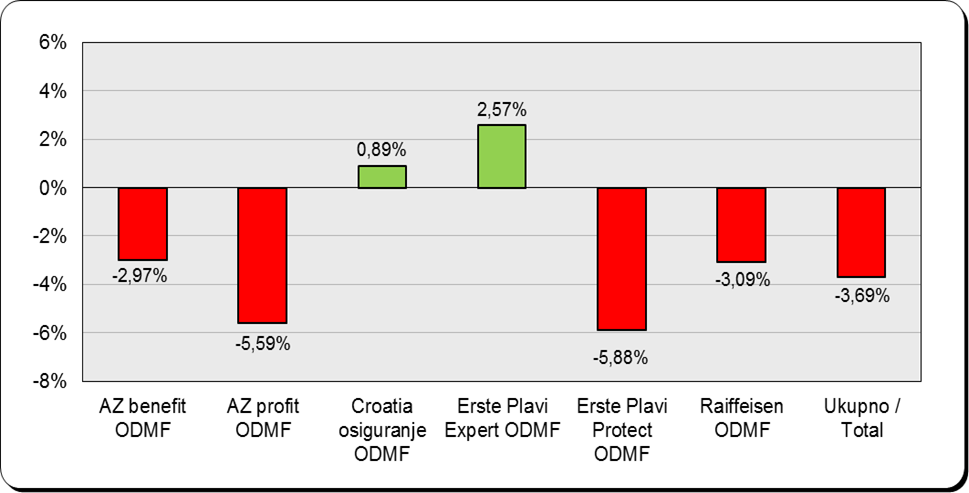 6%
4%
2%
0%
-2%
-4%
-6%
-8%
-2,97%
-5,59%
0,89%
2,57%
-5,88%
-3,09%
-3,69%
AZ benefit
ODMF
AZ profit
ODMF
Croatia
osiguranje
ODMF
Erste Plavi
Expert ODMF
Erste Plavi
Protect
ODMF
Raiffeisen
ODMF
Ukupno /
Total